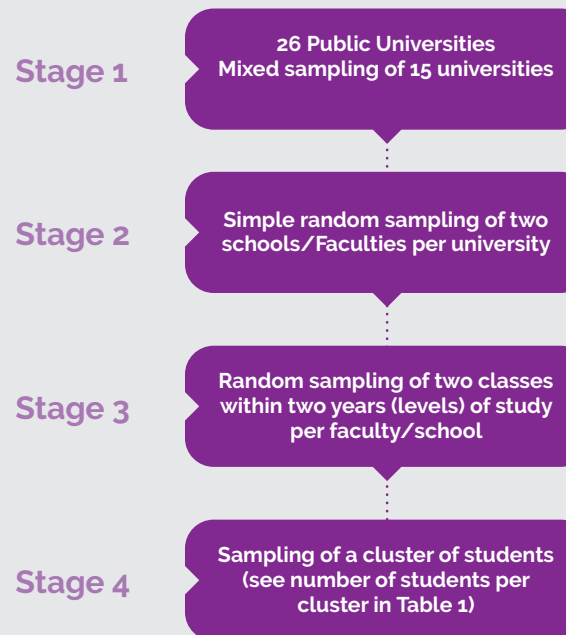 Stage 1
26 Public Universities
Mixed sampling of 15 universities
Stage 2
Simple random sampling of two
schools/Faculties per university
Stage 3
Random sampling of two classes
within two years (levels) of study
per faculty/school
Stage 4
Sampling of a cluster of students
(see number of students per
cluster in Table 1)